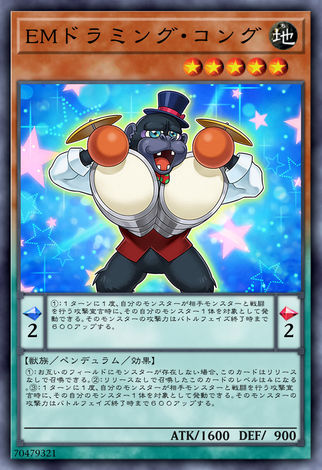 EMドラミング・コング
地
①:1ターンに1度、自分のモンスターが相手モンスターと戦闘
を行う攻撃宣言時に、その自分のモンスター1体を対象として発
動できる。そのモンスターの攻撃力はバトルフェイズ終了時まで
600アップする。
2
2
【獣族/ペンデュラム/効果】
①:お互いのフィールドにモンスターが存在しない場合、このカードはリリース
なしで召喚できる。②:リリースなしで召喚したこのカードのレベルは4になる
。③:1ターンに1度、自分のモンスターが相手モンスターと戦闘を行う攻撃宣言
時に、その自分のモンスター1体を対象として発動できる。そのモンスターの攻
撃力はバトルフェイズ終了時まで600アップする。
ATK/1600 DEF/ 900
70479321